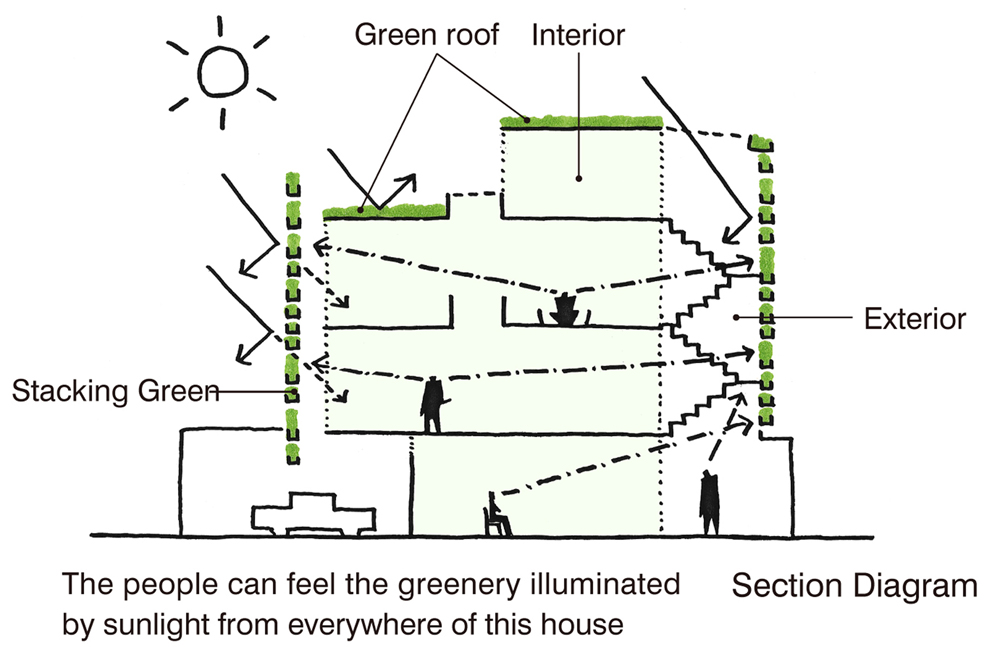 Green roof
Interior
Exterior
Stacking Green
The people can feel the greenery illuminated
by sunlight from everywhere of this house
Section Diagram